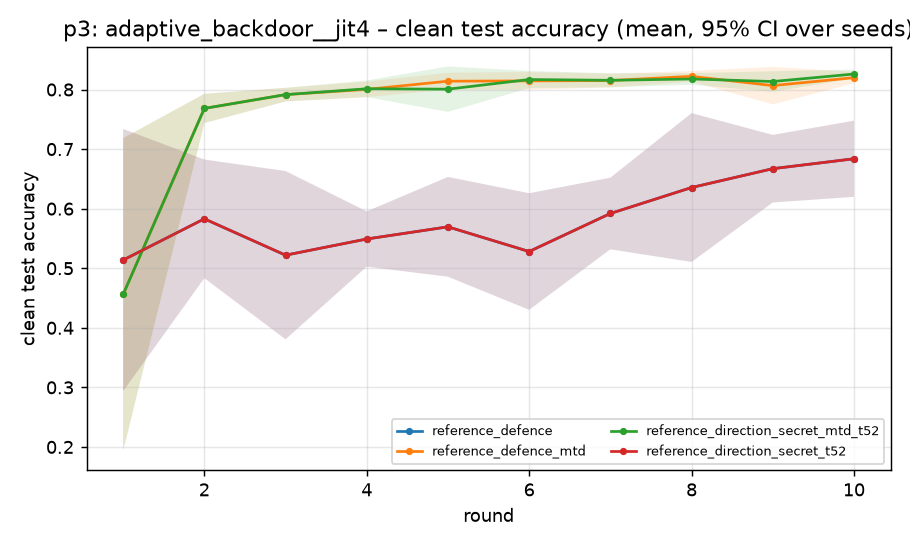 p3: adaptive_backdoor__jit4 – clean test accuracy (mean, 95% CI over seeds)
clean test accuracy
0.8
0.7
0.6
0.5
0.4
0.3
0.2
reference_defence
reference_defence_mtd
reference_direction_secret_mtd_t52
reference_direction_secret_t52
2 4 6 8 10
round